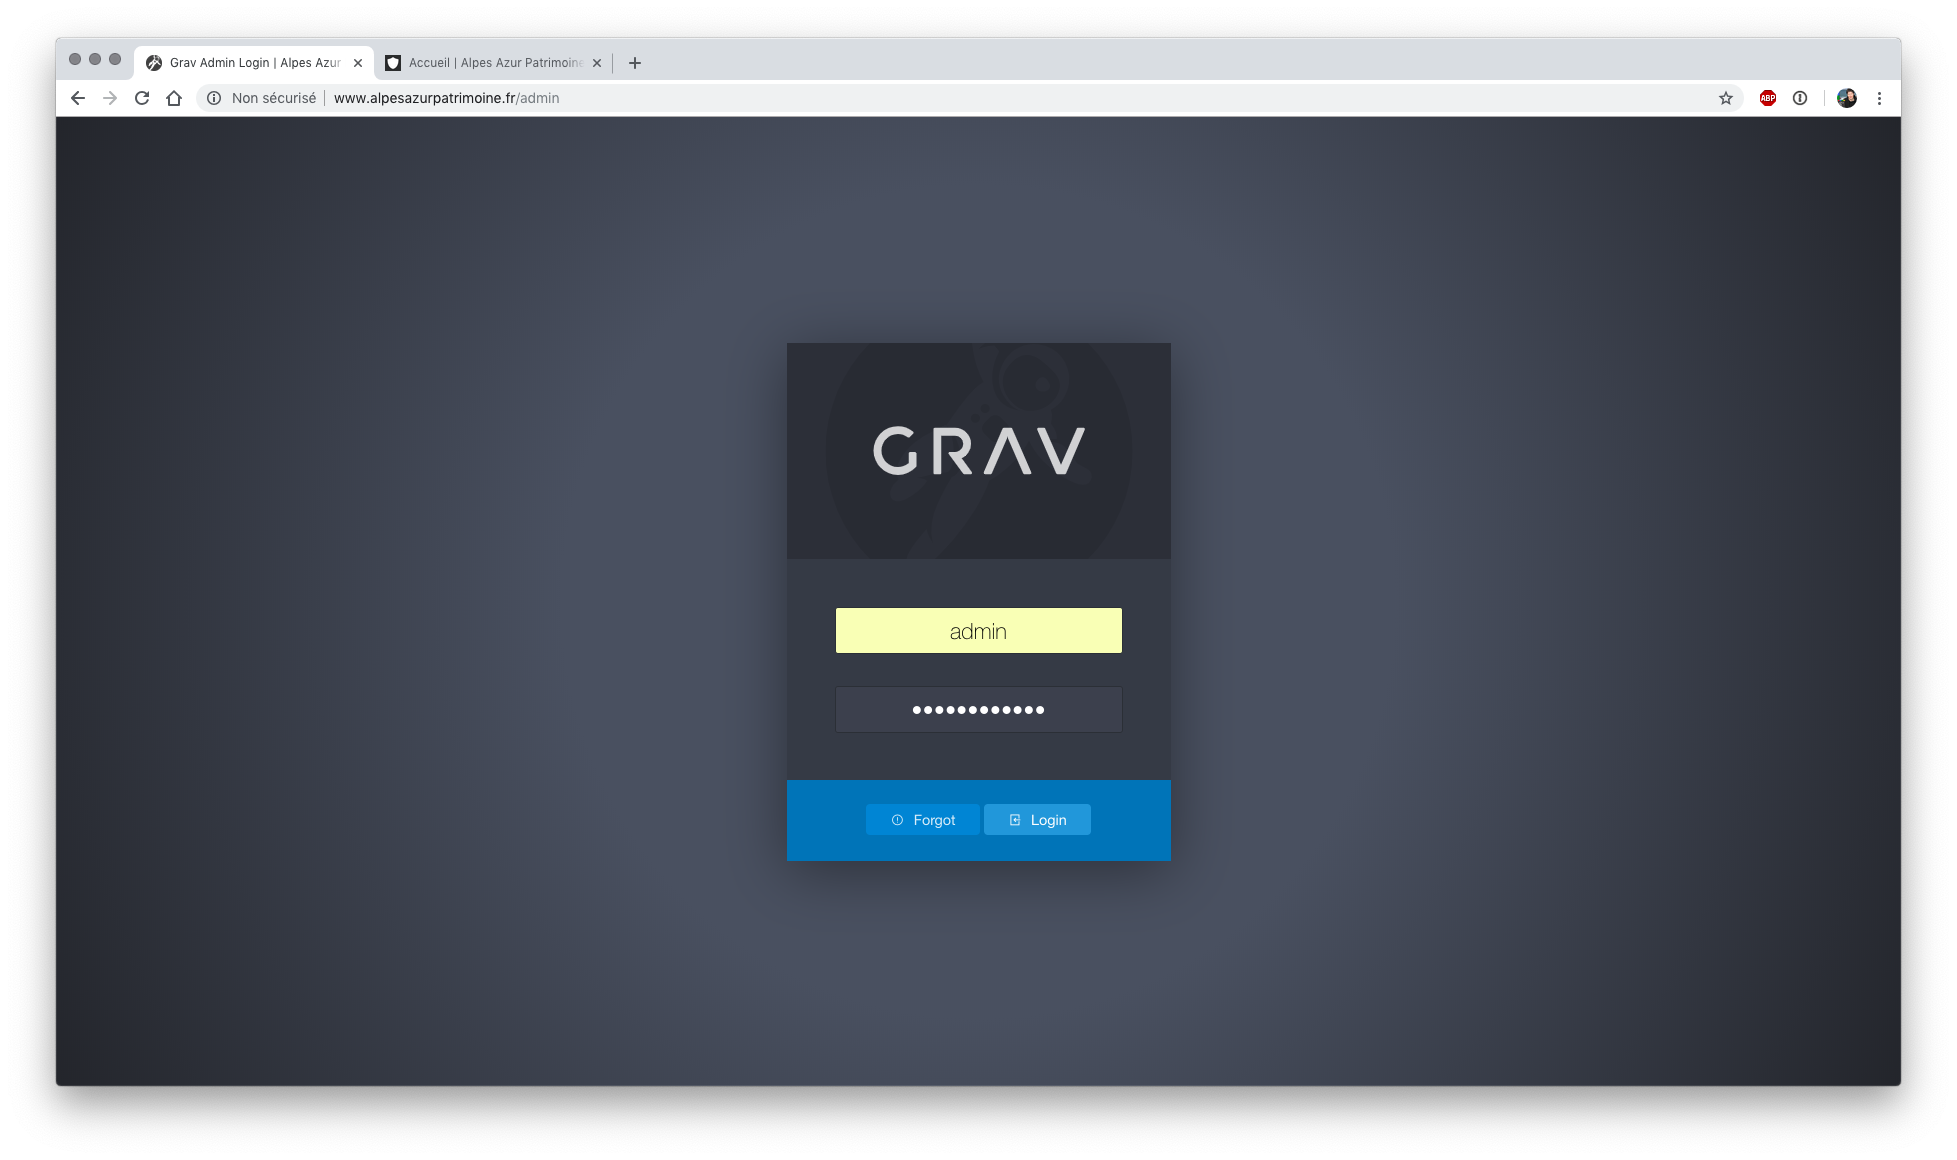 Grav Admin Login | Alpes Azur
Accueil | Alpes Azur Patrimoine
Non sécurisé
www.alpesazurpatrimoine.fr/admin
ABP
GRAV
admin
●●●●●●●●●●●●
Forgot
Login